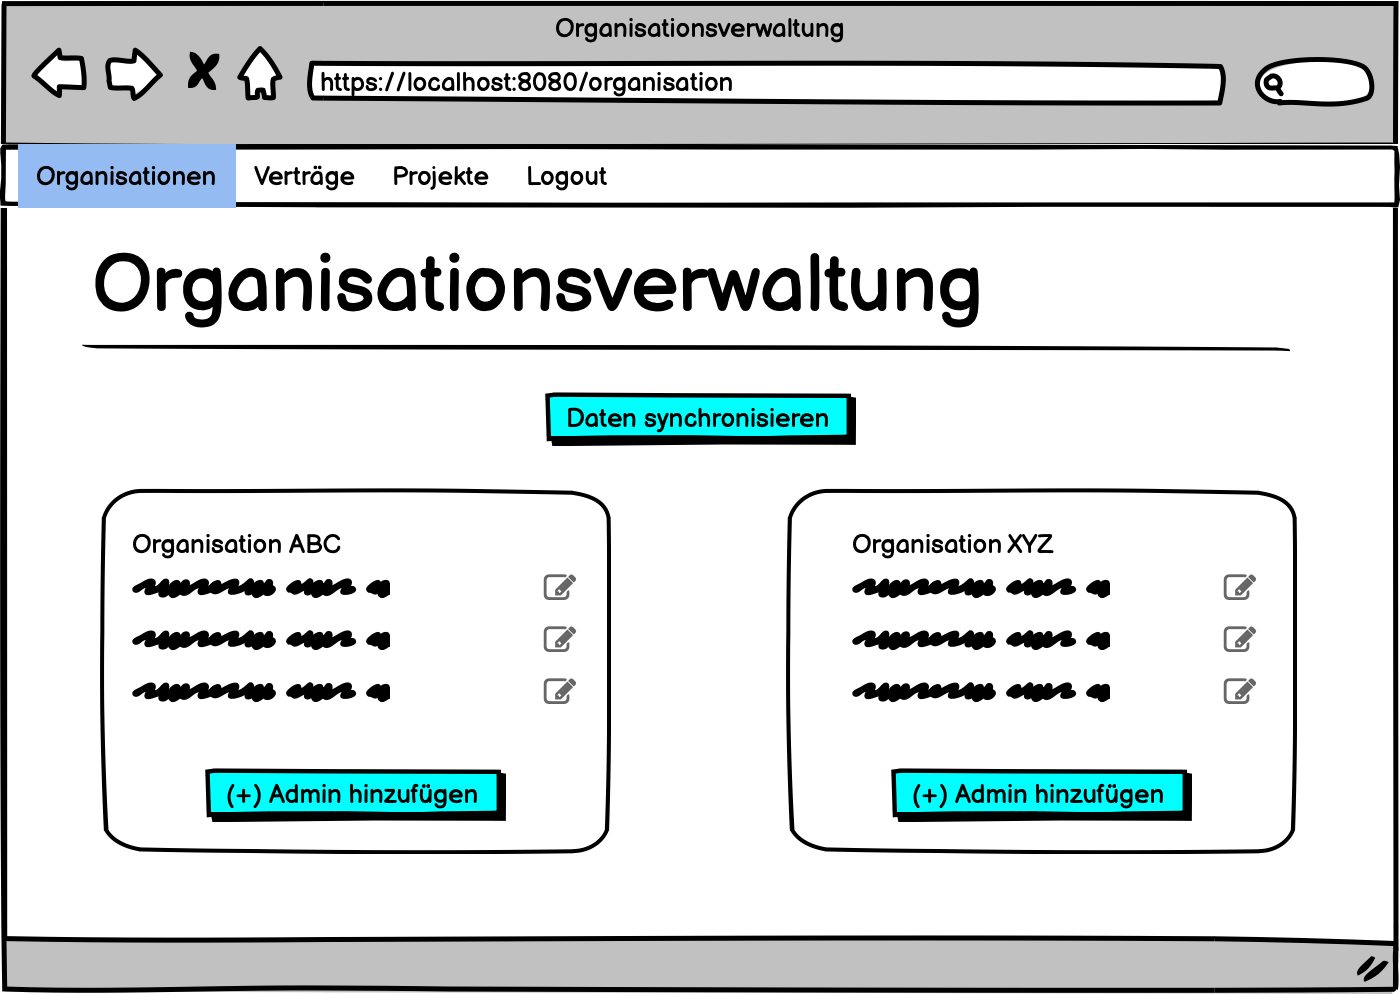 Organisationsverwaltung
https://localhost:8080/organisation
Organisationen Verträge Projekte Logout
Organisationsverwaltung
Daten synchronisieren
Organisation ABC
(+) Admin hinzufügen
Organisation XYZ
(+) Admin hinzufügen